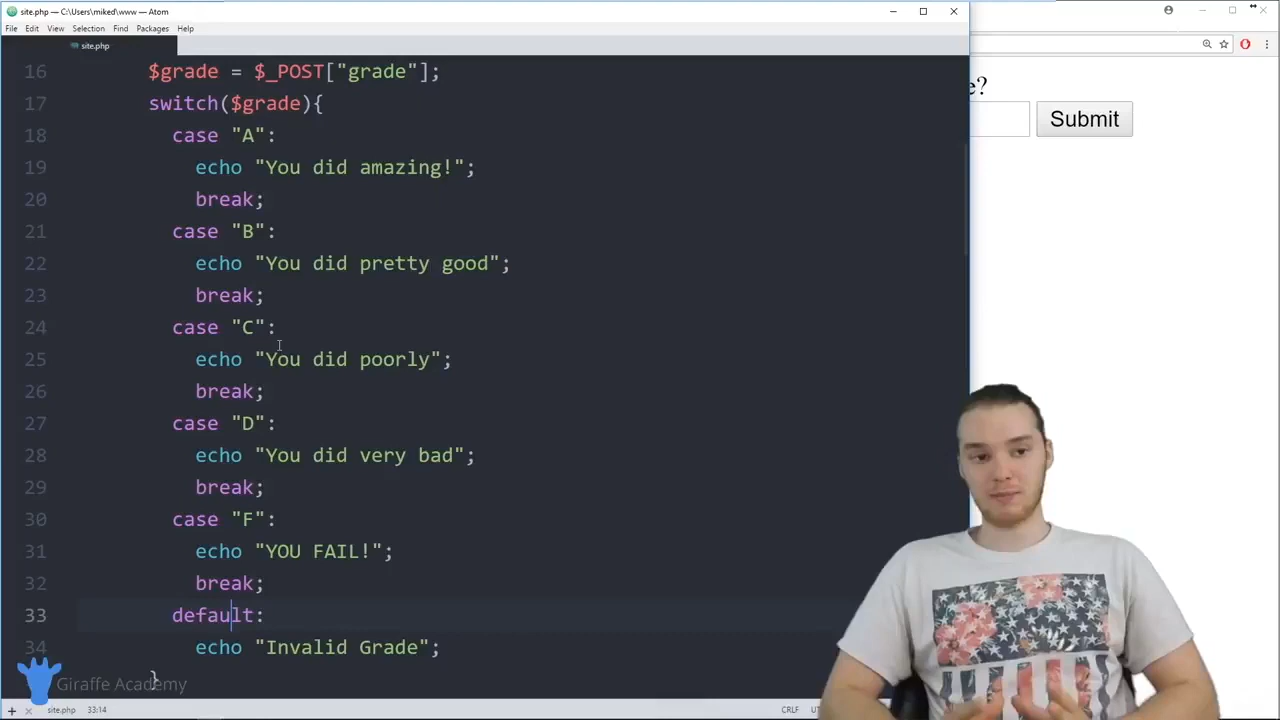 site.php — C:\Users\miked\www — Atom
File Edit View Selection Find Packages Help
site.php
16 $grade = $_POST["grade"];
17 switch($grade){
18 case "A":
19 echo "You did amazing!";
20 break;
21 case "B":
22 echo "You did pretty good";
23 break;
24 case "C":
25 echo "You did poorly";
26 break;
27 case "D":
28 echo "You did very bad";
29 break;
30 case "F":
31 echo "YOU FAIL!";
32 break;
33 default:
34 echo "Invalid Grade";
}
e?
Submit
Giraffe Academy
site.php 33:14
CRLF